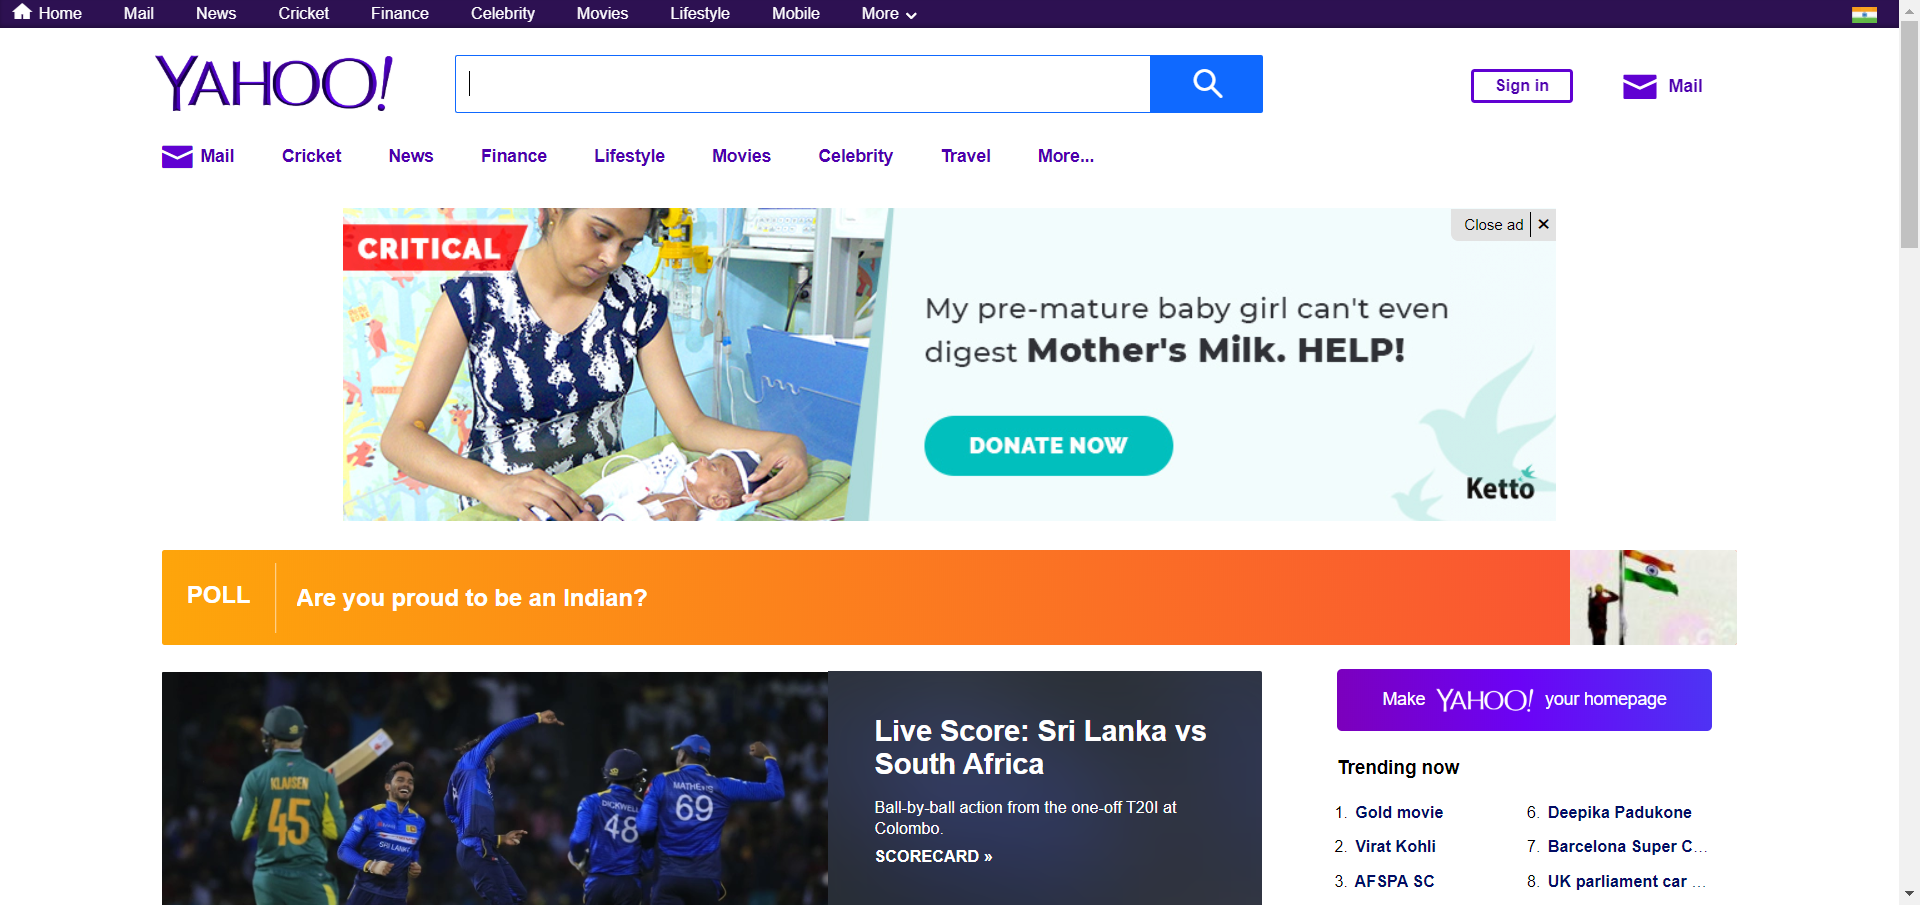 Home Mail News Cricket Finance Celebrity Movies Lifestyle Mobile More
YAHOO!
Sign in
Mail
Mail Cricket News Finance Lifestyle Movies Celebrity Travel More...
CRITICAL
Close ad
My pre-mature baby girl can't even
digest Mother's Milk. HELP!
DONATE NOW
Ketto
POLL
Are you proud to be an Indian?
KLAASEN
45
SRI LANKA
DICKWELL
48
MATHEWS
69
Live Score: Sri Lanka vs
South Africa
Ball-by-ball action from the one-off T20I at
Colombo.
SCORECARD »
Make YAHOO! your homepage
Trending now
1. Gold movie
2. Virat Kohli
3. AFSPA SC
6. Deepika Padukone
7. Barcelona Super C...
8. UK parliament car ...